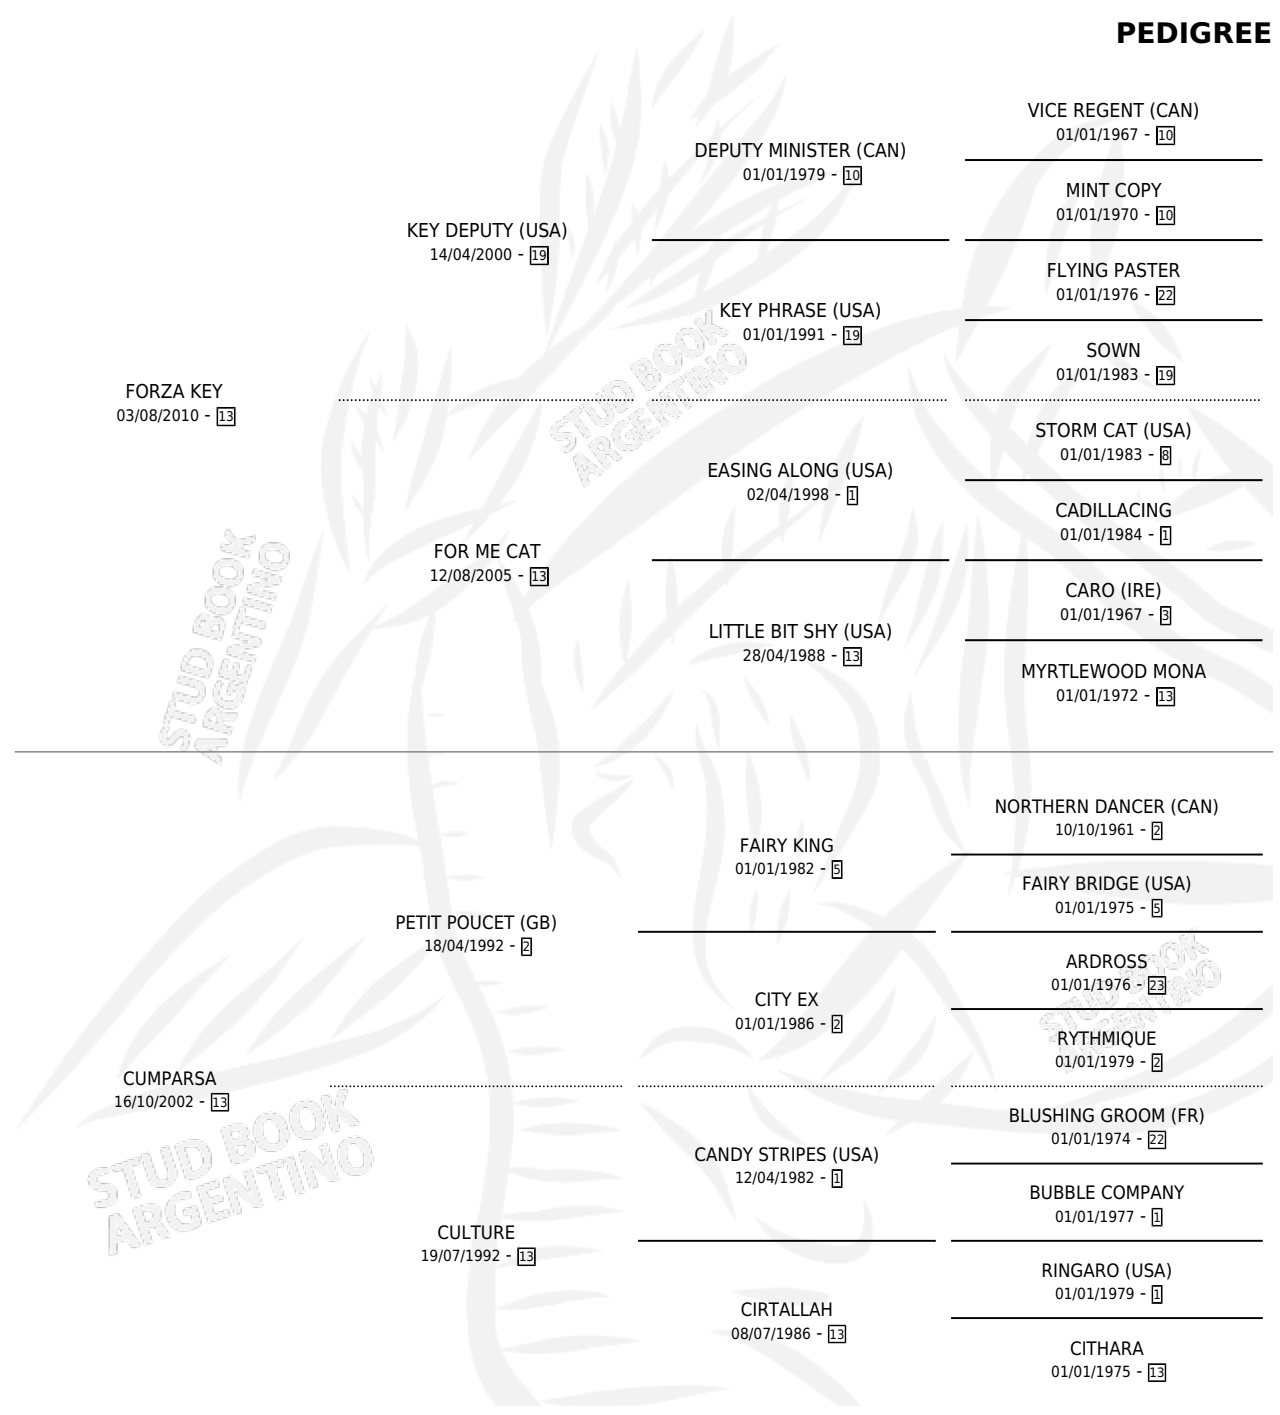 PEDIGREE
VICE REGENT (CAN)
01/01/1967 - 10
DEPUTY MINISTER (CAN)
01/01/1979 - 10
MINT COPY
01/01/1970 - 10
KEY DEPUTY (USA)
14/04/2000 - 19
FLYING PASTER
01/01/1976 - 22
KEY PHRASE (USA)
01/01/1991 - 19
SOWN
01/01/1983 - 19
FORZA KEY
03/08/2010 - 13
STUD BOOK
ARGENTINO
STORM CAT (USA)
01/01/1983 - 8
EASING ALONG (USA)
02/04/1998 - 1
CADILLACING
01/01/1984 - 1
FOR ME CAT
12/08/2005 - 13
CARO (IRE)
01/01/1967 - 3
LITTLE BIT SHY (USA)
28/04/1988 - 13
MYRTLEWOOD MONA
01/01/1972 - 13
STUD BOOK
ARGENTINO
NORTHERN DANCER (CAN)
10/10/1961 - 2
FAIRY KING
01/01/1982 - 5
FAIRY BRIDGE (USA)
01/01/1975 - 5
PETIT POUCET (GB)
18/04/1992 - 2
ARDROSS
01/01/1976 - 23
CITY EX
01/01/1986 - 2
STUD BOOK
ARGENTINO
RYTHMIQUE
01/01/1979 - 2
CUMPARSA
16/10/2002 - 13
BLUSHING GROOM (FR)
01/01/1974 - 22
CANDY STRIPES (USA)
12/04/1982 - 1
STUD BOOK
ARGENTINO
BUBBLE COMPANY
01/01/1977 - 1
CULTURE
19/07/1992 - 13
RINGARO (USA)
01/01/1979 - 1
CIRTALLAH
08/07/1986 - 13
CITHARA
01/01/1975 - 13